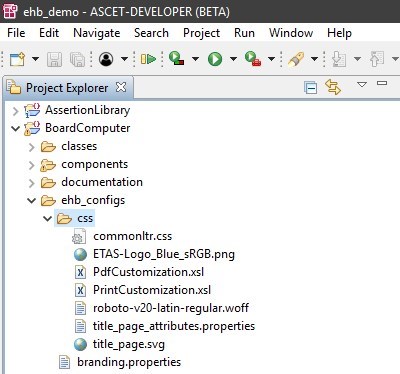 ehb_demo - ASCET-DEVELOPER (BETA)
File Edit Navigate Search Project Run Window Help
Project Explorer
AssertionLibrary
BoardComputer
classes
components
documentation
ehb_configs
css
commonltr.css
ETAS-Logo_Blue_sRGB.png
PdfCustomization.xsl
PrintCustomization.xsl
roboto-v20-latin-regular.woff
title_page_attributes.properties
title_page.svg
branding.properties